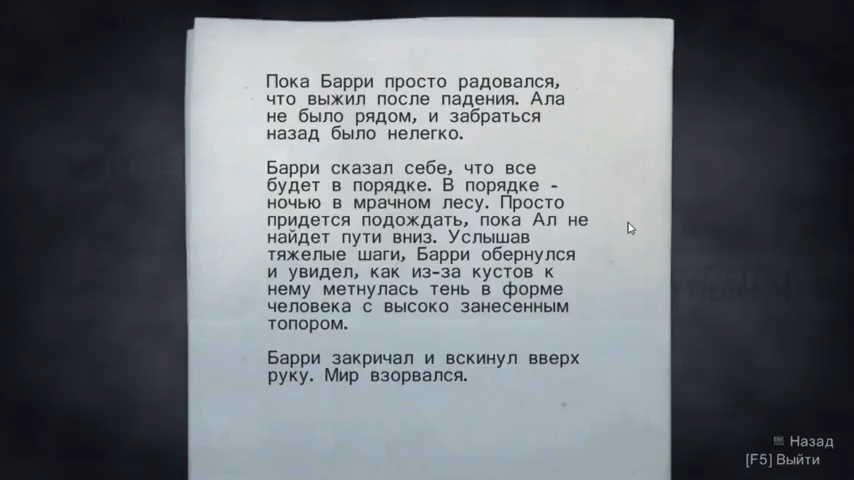 Пока Барри просто радовался,
что выжил после падения. Ала
не было рядом, и забраться
назад было нелегко.
Барри сказал себе, что все
будет в порядке. В порядке -
ночью в мрачном лесу. Просто
придется подождать, пока Ал не
найдет пути вниз. Услышав
тяжелые шаги, Барри обернулся
и увидел, как из-за кустов к
нему метнулась тень в форме
человека с высоко занесенным
топором.
Барри закричал и вскинул вверх
руку. Мир взорвался.
Назад
[F5] Выйти